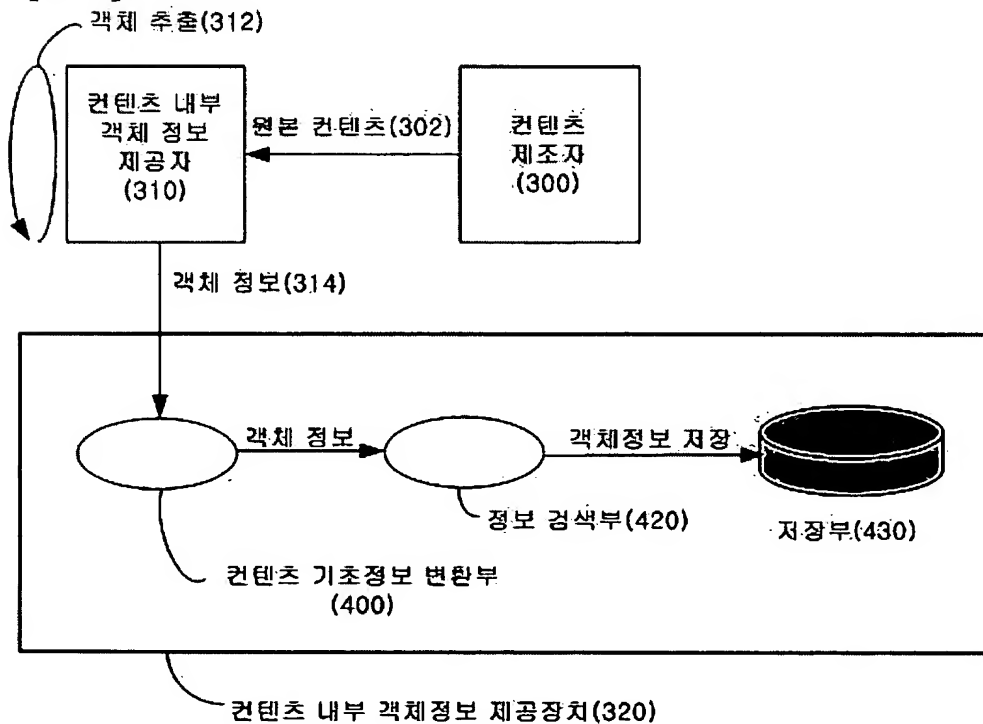 객체 추출(312)
컨텐츠 내부
객체 정보
제공자
(310)
원본 컨텐츠(302)
컨텐츠
제조자
(300)
객체 정보(314)
객체 정보
객체정보 저장
정보 검색부(420)
저장부(430)
컨텐츠 기초정보 변환부
(400)
컨텐츠 내부 객체정보 제공장치(320)